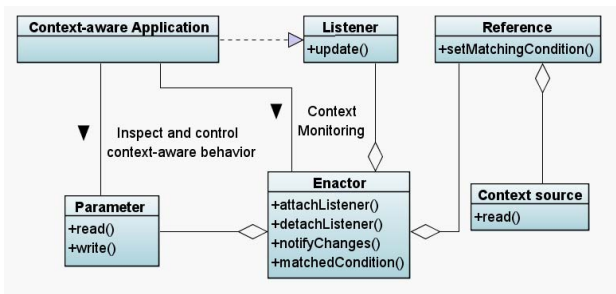 Context-aware Application
Listener
+update()
Reference
+setMatchingCondition()
Context
Monitoring
Inspect and control
context-aware behavior
Parameter
+read()
+write()
Enactor
+attachListener()
+detachListener()
+notifyChanges()
+matchedCondition()
Context source
+read()